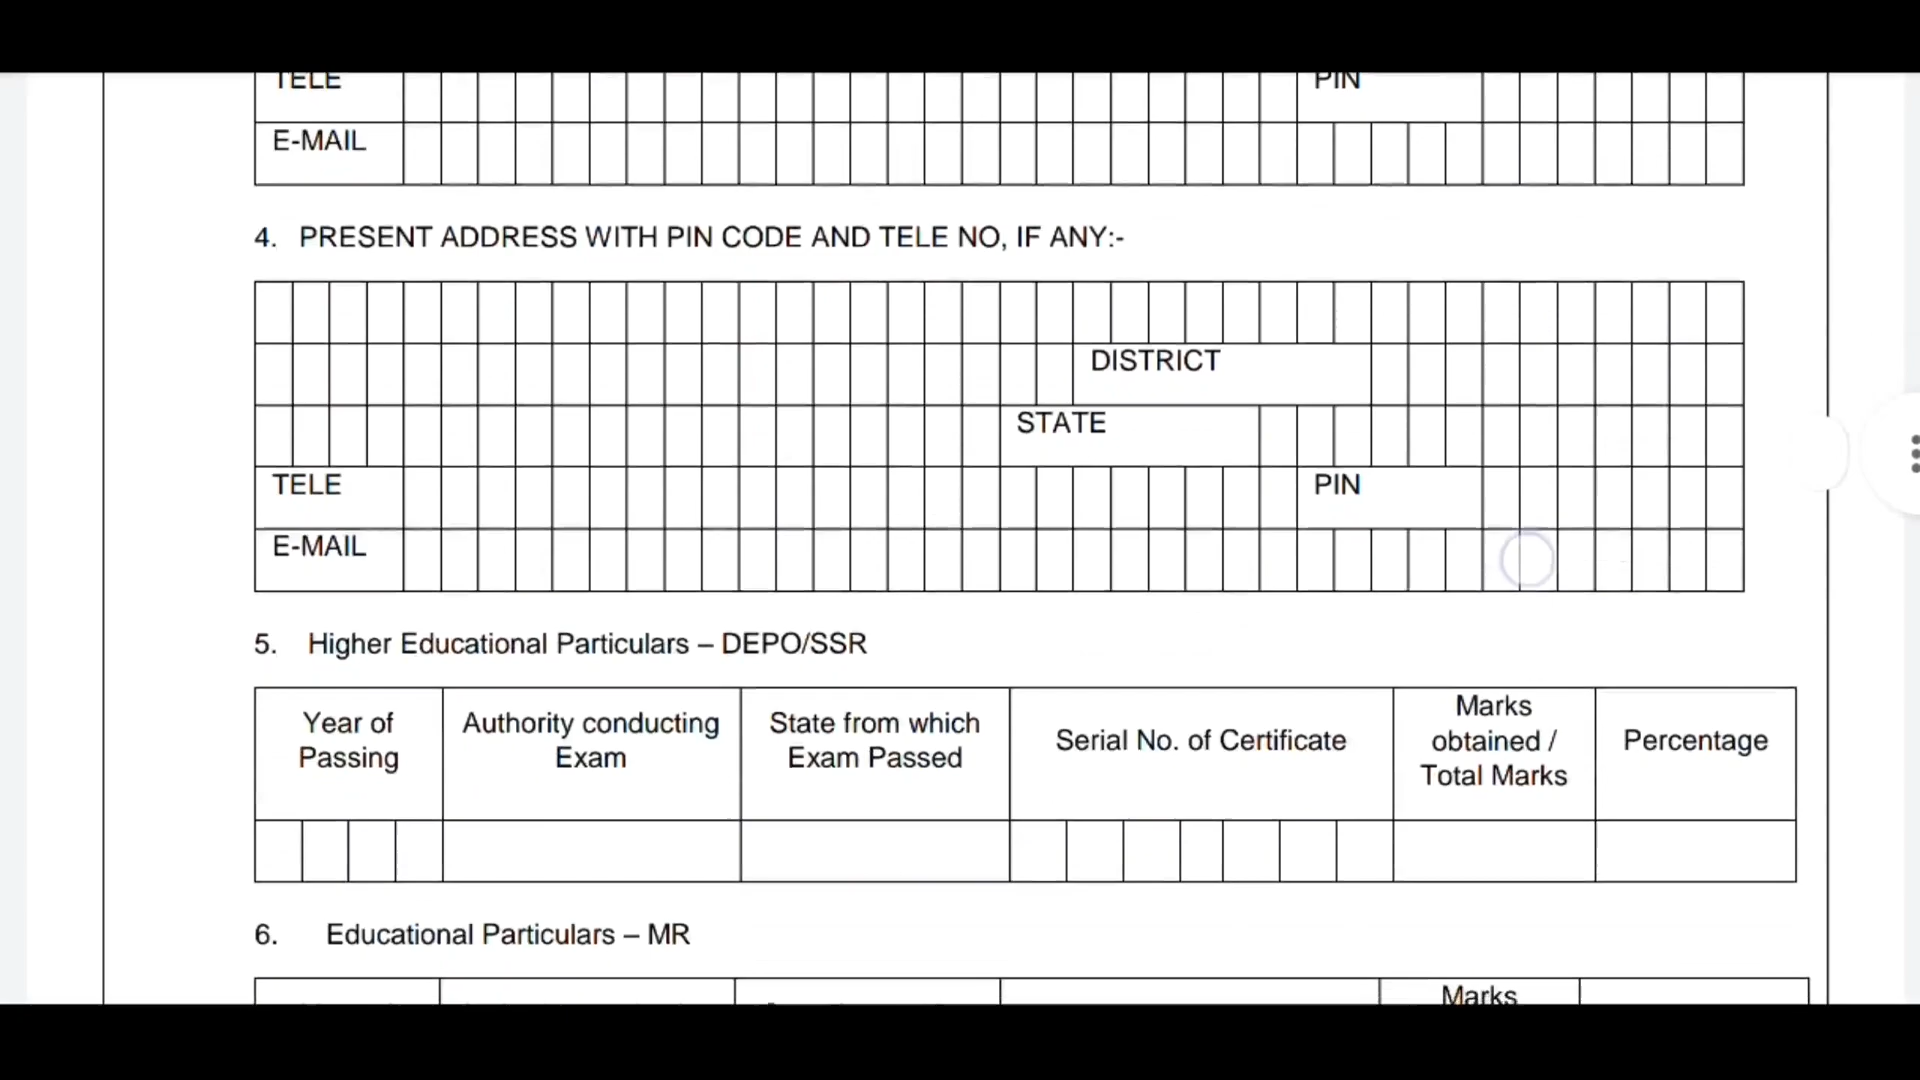 TELE PIN
E-MAIL
4. PRESENT ADDRESS WITH PIN CODE AND TELE NO, IF ANY:-
DISTRICT
STATE
TELE PIN
E-MAIL
5. Higher Educational Particulars – DEPO/SSR
Year of Passing Authority conducting Exam State from which Exam Passed Serial No. of Certificate Marks obtained / Total Marks Percentage
6. Educational Particulars – MR
Marks